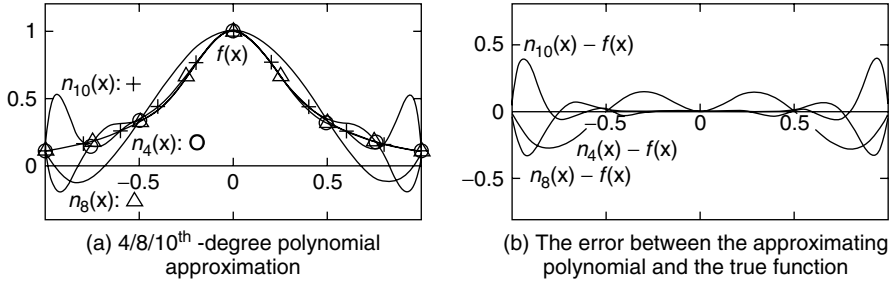 1
f(x)
n10(x): +
0.5
n4(x): O
0
−0.5 0 0.5
n8(x): △
(a) 4/8/10th -degree polynomial
approximation
0.5
n10(x) − f(x)
0
−0.5 0 0.5
n4(x) − f(x)
n8(x) − f(x)
−0.5
(b) The error between the approximating
polynomial and the true function